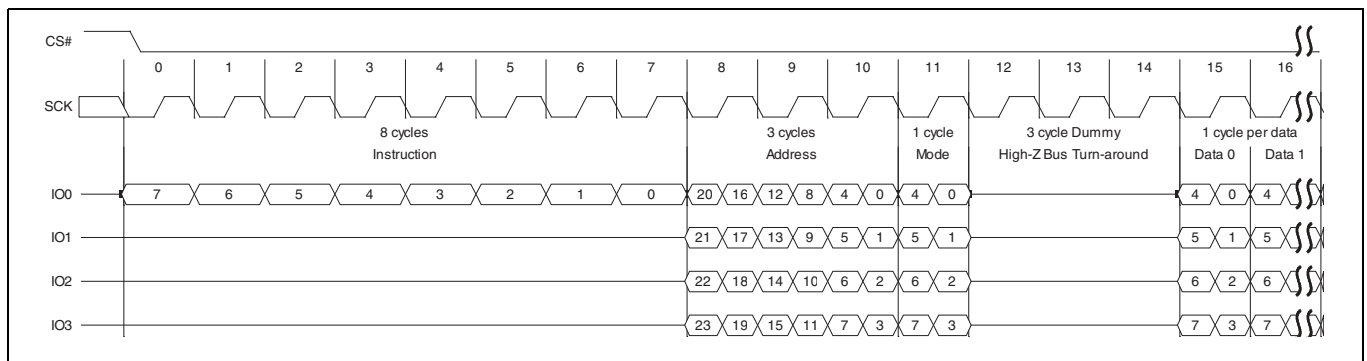 CS#
0 1 2 3 4 5 6 7 8 9 10 11 12 13 14 15 16
SCK
8 cycles 3 cycles 1 cycle 3 cycle Dummy 1 cycle per data
Instruction Address Mode High-Z Bus Turn-around Data 0 Data 1
IO0 7 6 5 4 3 2 1 0 20 16 12 8 4 0 4 0 4 0 4
IO1 21 17 13 9 5 1 5 1 5 1 5
IO2 22 18 14 10 6 2 6 2 6 2 6
IO3 23 19 15 11 7 3 7 3 7 3 7